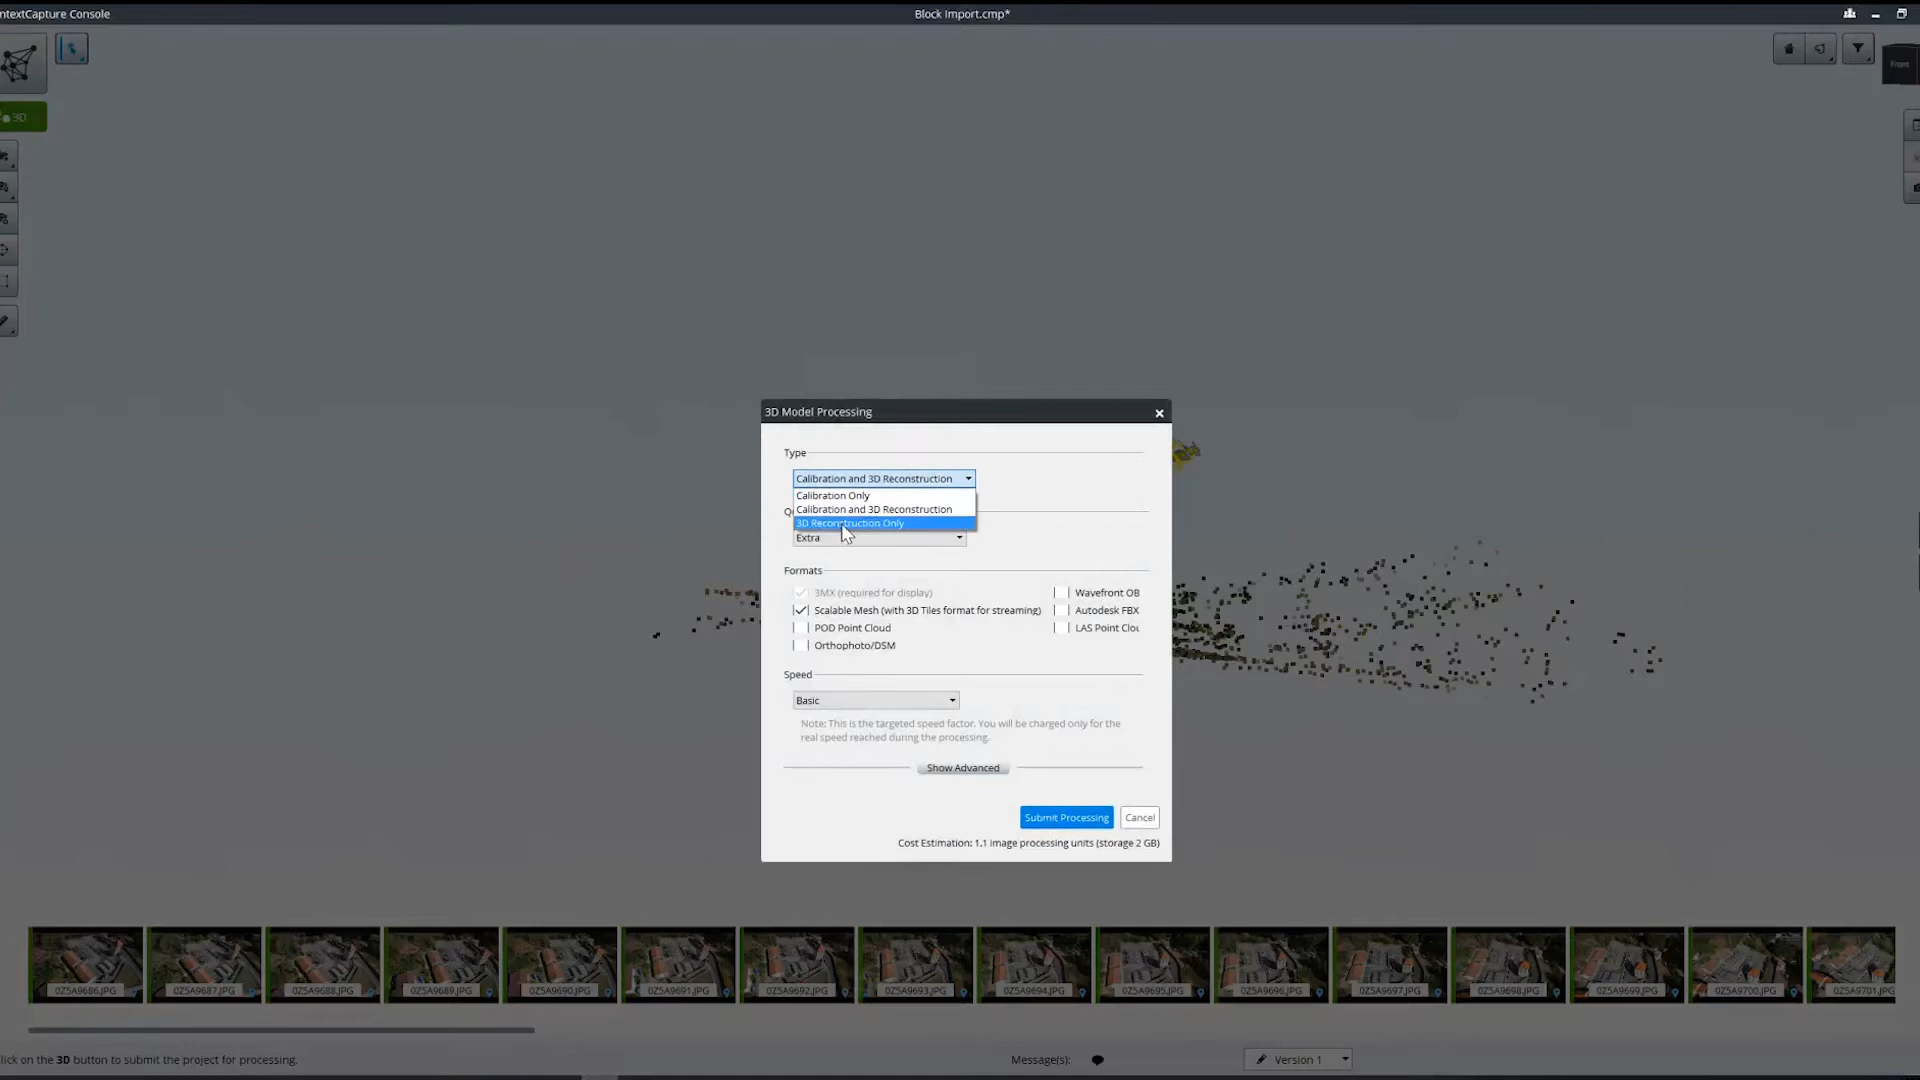 ntextCapture Console
Block Import.cmp*
Front
3D
3D Model Processing
Type
Calibration and 3D Reconstruction
Calibration Only
Calibration and 3D Reconstruction
3D Reconstruction Only
Extra
Formats
3MX (required for display)
Wavefront OB
Scalable Mesh (with 3D Tiles format for streaming)
Autodesk FBX
POD Point Cloud
LAS Point Clou
Orthophoto/DSM
Speed
Basic
Note: This is the targeted speed factor. You will be charged only for the
real speed reached during the processing.
Show Advanced
Submit Processing
Cancel
Cost Estimation: 1.1 image processing units (storage 2 GB)
0Z5A9686.JPG
0Z5A9687.JPG
0Z5A9688.JPG
0Z5A9689.JPG
0Z5A9690.JPG
0Z5A9691.JPG
0Z5A9692.JPG
0Z5A9693.JPG
0Z5A9694.JPG
0Z5A9695.JPG
0Z5A9696.JPG
0Z5A9697.JPG
0Z5A9698.JPG
0Z5A9699.JPG
0Z5A9700.JPG
0Z5A9701.JPG
lick on the 3D button to submit the project for processing.
Message(s):
Version 1